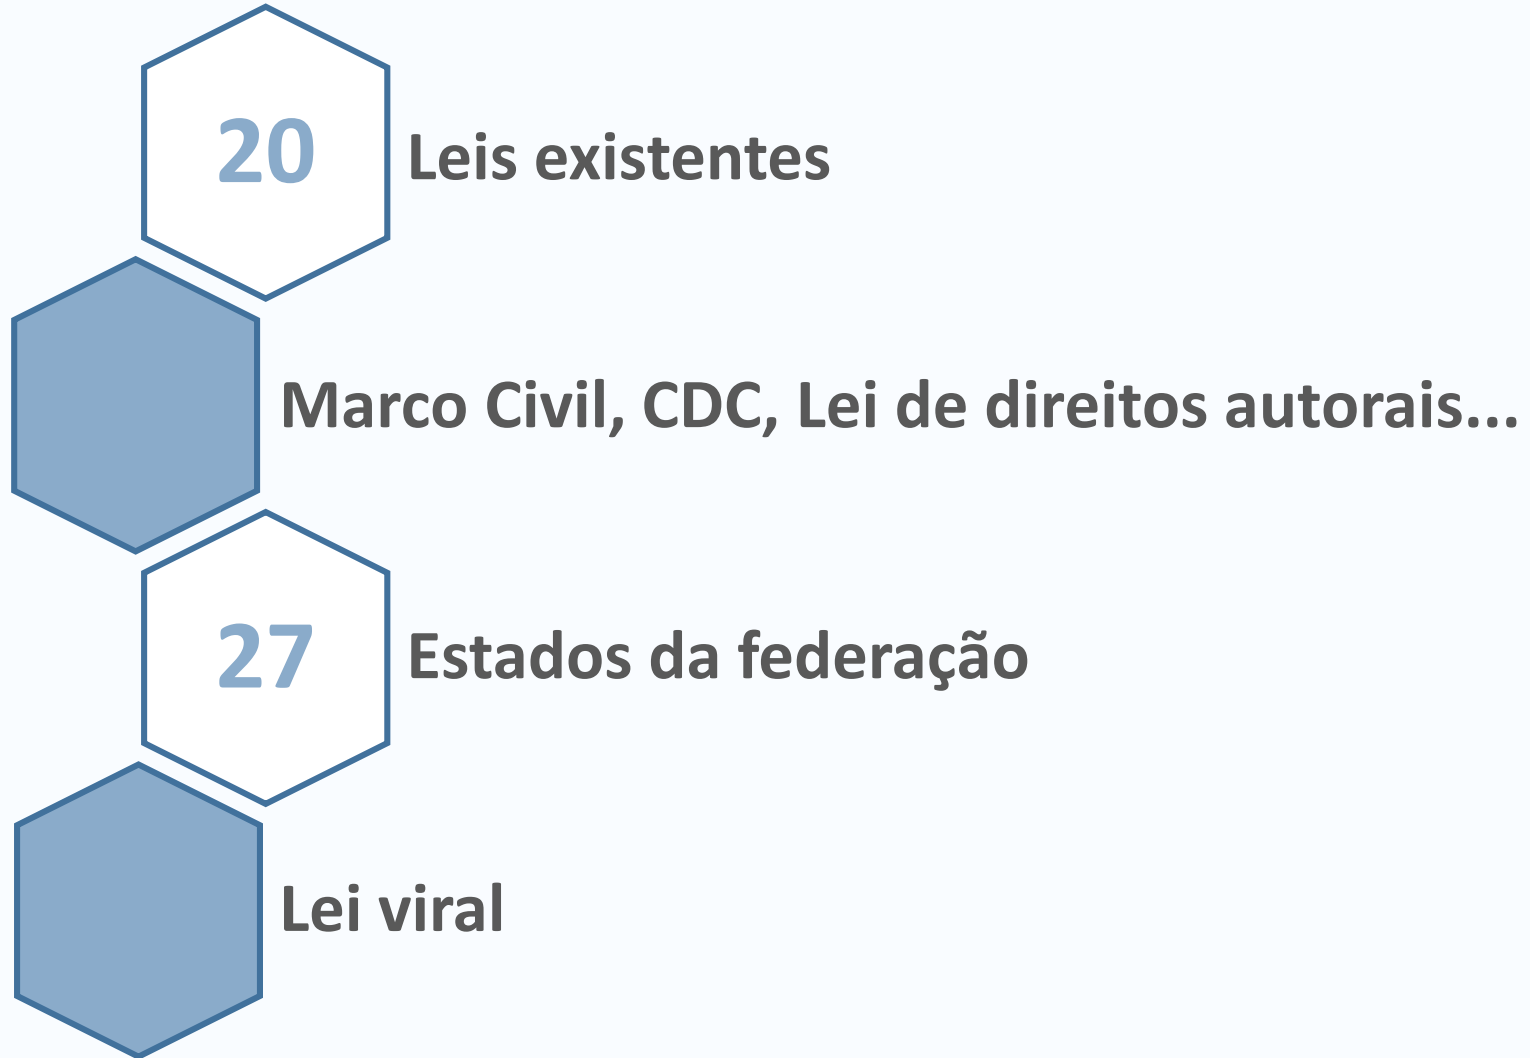 20
Leis existentes
Marco Civil, CDC, Lei de direitos autorais...
27
Estados da federação
Lei viral